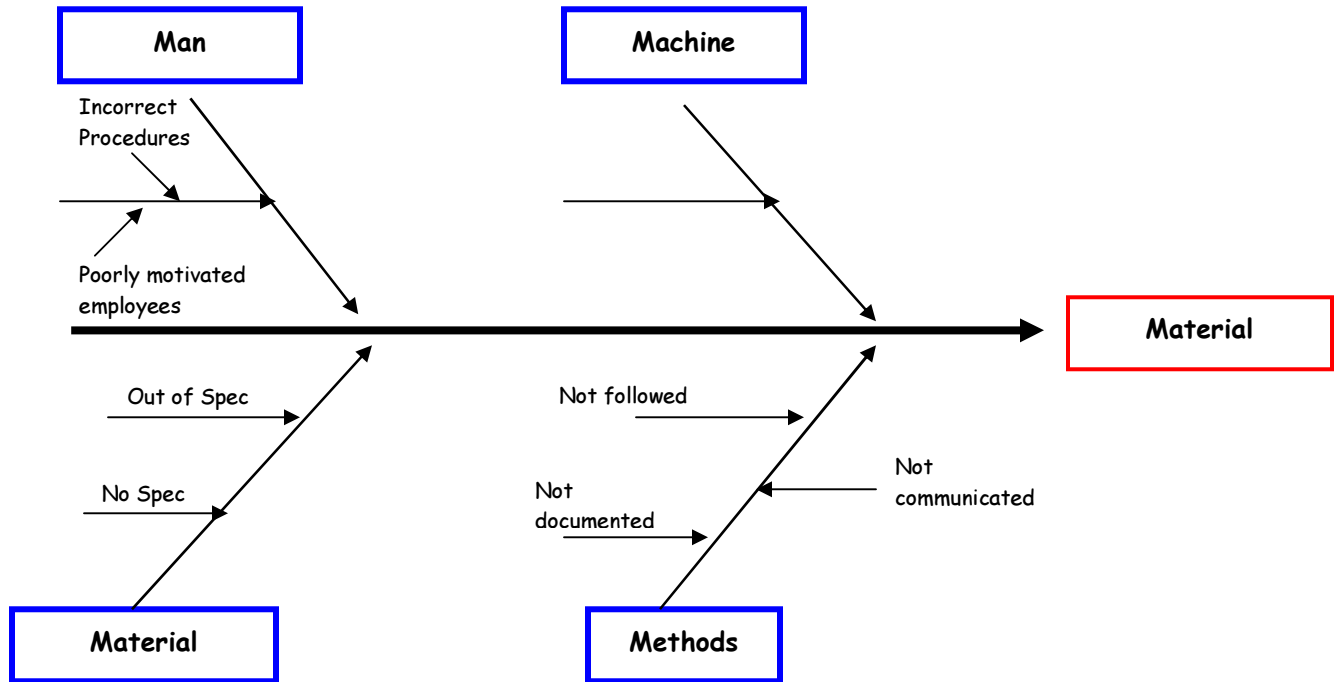 Man
Machine
Incorrect
Procedures
Poorly motivated
employees
Material
Out of Spec
Not followed
No Spec
Not
communicated
Not
documented
Material
Methods